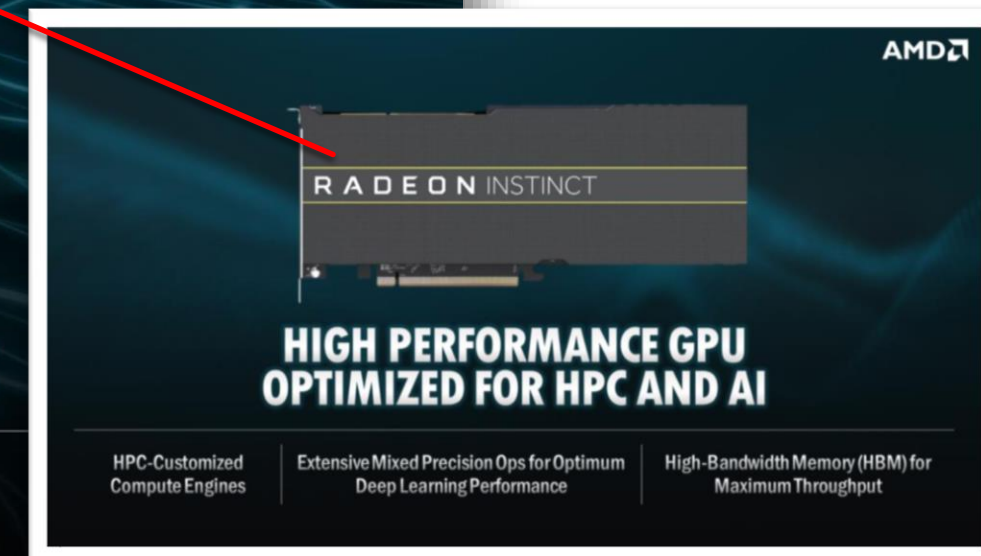 AMD
RADEON INSTINCT
HIGH PERFORMANCE GPU
OPTIMIZED FOR HPC AND AI
HPC-Customized
Compute Engines
Extensive Mixed Precision Ops for Optimum
Deep Learning Performance
High-Bandwidth Memory (HBM) for
Maximum Throughput